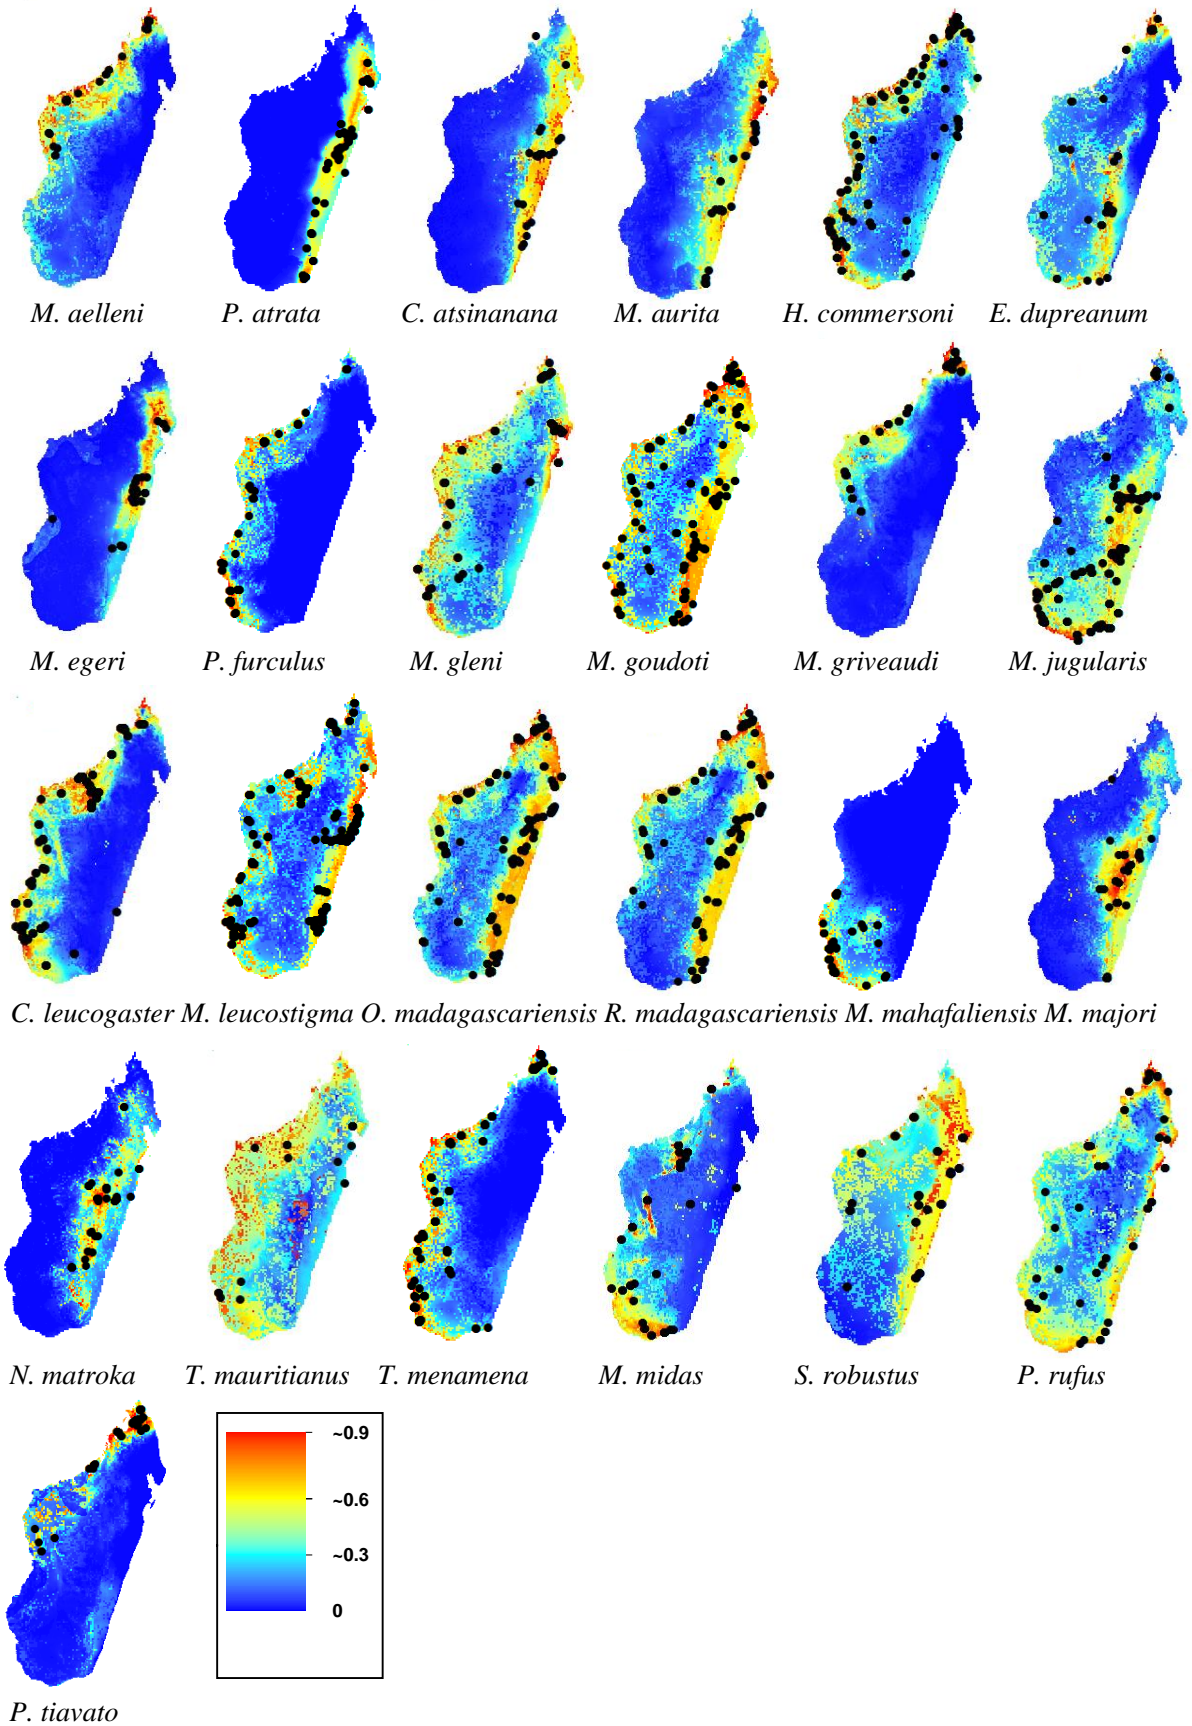 M. aelleni P. atrata C. atsinanana M. aurita H. commersoni E. dupreanum
M. egeri P. furculus M. gleni M. goudoti M. griveaudi M. jugularis
C. leucogaster M. leucostigma O. madagascariensis R. madagascariensis M. mahafaliensis M. majori
N. matroka T. mauritianus T. menamena M. midas S. robustus P. rufus
~0.9
~0.6
~0.3
0
P. tiavato